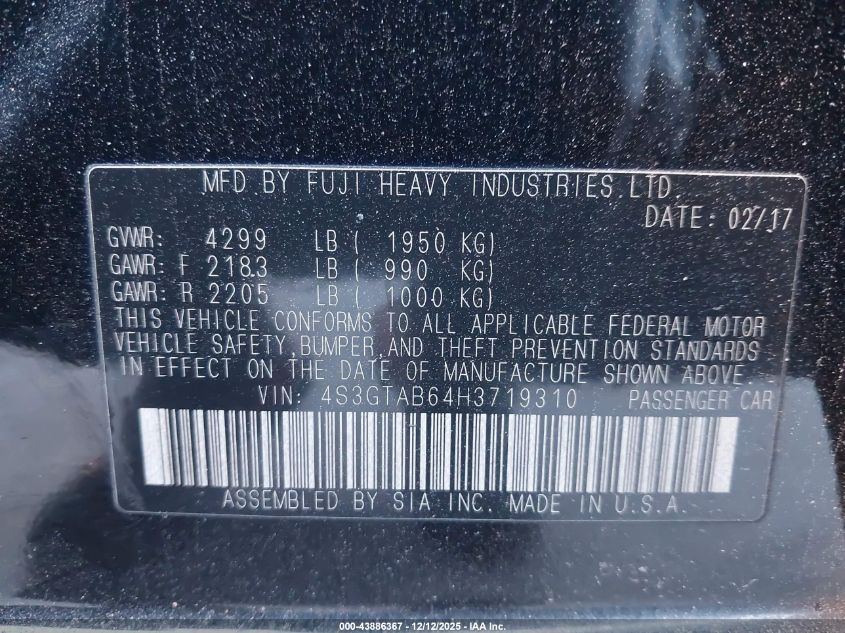 MFD.BY FUJI HEAVY INDUSTRIES.LTD.
DATE: 02/17
GVWR: 4299 LB ( 1950 KG)
GAWR: F 2183 LB ( 990 KG)
GAWR: R 2205 LB ( 1000 KG)
THIS VEHICLE CONFORMS TO ALL APPLICABLE FEDERAL MOTOR
VEHICLE SAFETY,BUMPER,AND THEFT PREVENTION STANDARDS
IN EFFECT ON THE DATE OF MANUFACTURE SHOWN ABOVE.
VIN: 4S3GTAB64H3719310 PASSENGER CAR
ASSEMBLED BY SIA INC. MADE IN U.S.A.
000-43886367 - 12/12/2025 - IAA Inc.